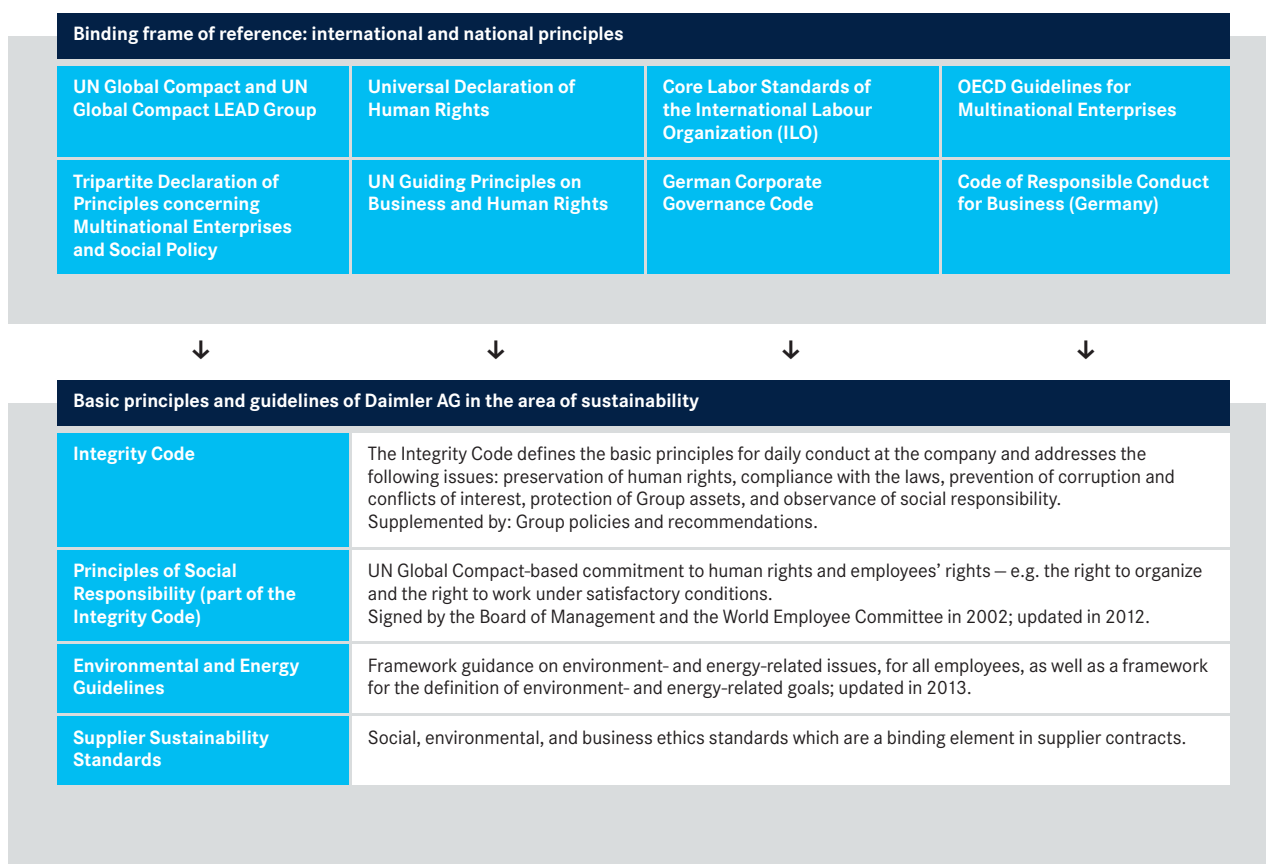 Binding frame of reference: international and national principles
UN Global Compact and UN
Global Compact LEAD Group
Universal Declaration of
Human Rights
Core Labor Standards of
the International Labour
Organization (ILO)
OECD Guidelines for
Multinational Enterprises
Tripartite Declaration of
Principles concerning
Multinational Enterprises
and Social Policy
UN Guiding Principles on
Business and Human Rights
German Corporate
Governance Code
Code of Responsible Conduct
for Business (Germany)
Basic principles and guidelines of Daimler AG in the area of sustainability
Integrity Code
The Integrity Code defines the basic principles for daily conduct at the company and addresses the
following issues: preservation of human rights, compliance with the laws, prevention of corruption and
conflicts of interest, protection of Group assets, and observance of social responsibility.
Supplemented by: Group policies and recommendations.
Principles of Social
Responsibility (part of the
Integrity Code)
UN Global Compact-based commitment to human rights and employees’ rights — e.g. the right to organize
and the right to work under satisfactory conditions.
Signed by the Board of Management and the World Employee Committee in 2002; updated in 2012.
Environmental and Energy
Guidelines
Framework guidance on environment- and energy-related issues, for all employees, as well as a framework
for the definition of environment- and energy-related goals; updated in 2013.
Supplier Sustainability
Standards
Social, environmental, and business ethics standards which are a binding element in supplier contracts.